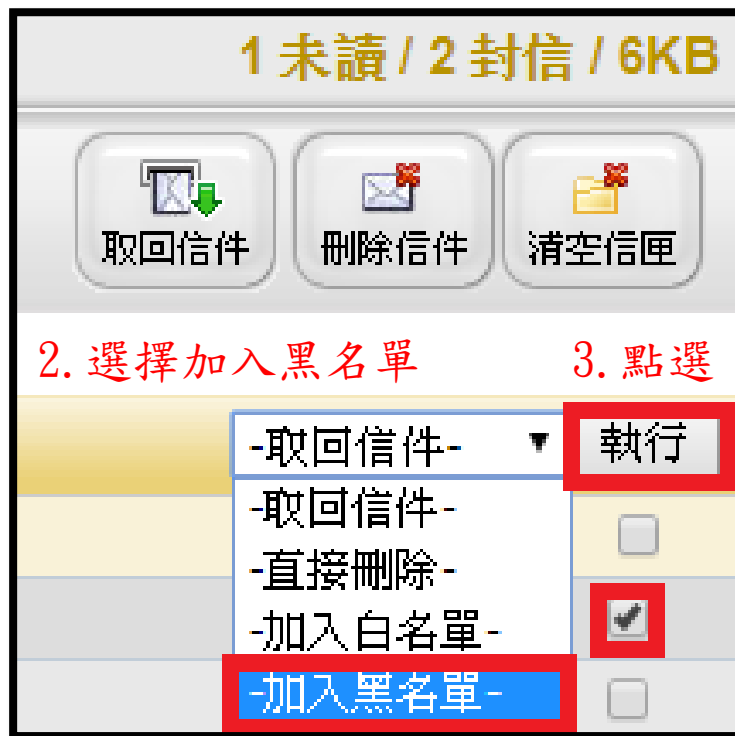 1 未讀 / 2 封信 / 6KB
取回信件 刪除信件 清空信匣
2. 選擇加入黑名單 3. 點選
-取回信件- ▼ 執行
-取回信件-
-直接刪除-
-加入白名單-
-加入黑名單-